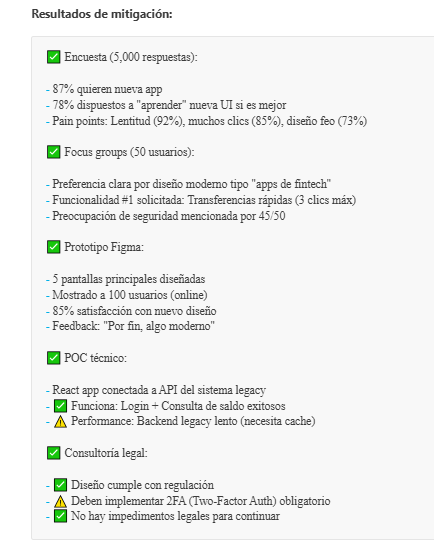 Resultados de mitigación:
✅ Encuesta (5,000 respuestas):
- 87% quieren nueva app
- 78% dispuestos a "aprender" nueva UI si es mejor
- Pain points: Lentitud (92%), muchos clics (85%), diseño feo (73%)
✅ Focus groups (50 usuarios):
- Preferencia clara por diseño moderno tipo "apps de fintech"
- Funcionalidad #1 solicitada: Transferencias rápidas (3 clics máx)
- Preocupación de seguridad mencionada por 45/50
✅ Prototipo Figma:
- 5 pantallas principales diseñadas
- Mostrado a 100 usuarios (online)
- 85% satisfacción con nuevo diseño
- Feedback: "Por fin, algo moderno"
✅ POC técnico:
- React app conectada a API del sistema legacy
- ✅ Funciona: Login + Consulta de saldo exitosos
- ⚠️ Performance: Backend legacy lento (necesita cache)
✅ Consultoría legal:
- ✅ Diseño cumple con regulación
- ⚠️ Deben implementar 2FA (Two-Factor Auth) obligatorio
- ✅ No hay impedimentos legales para continuar